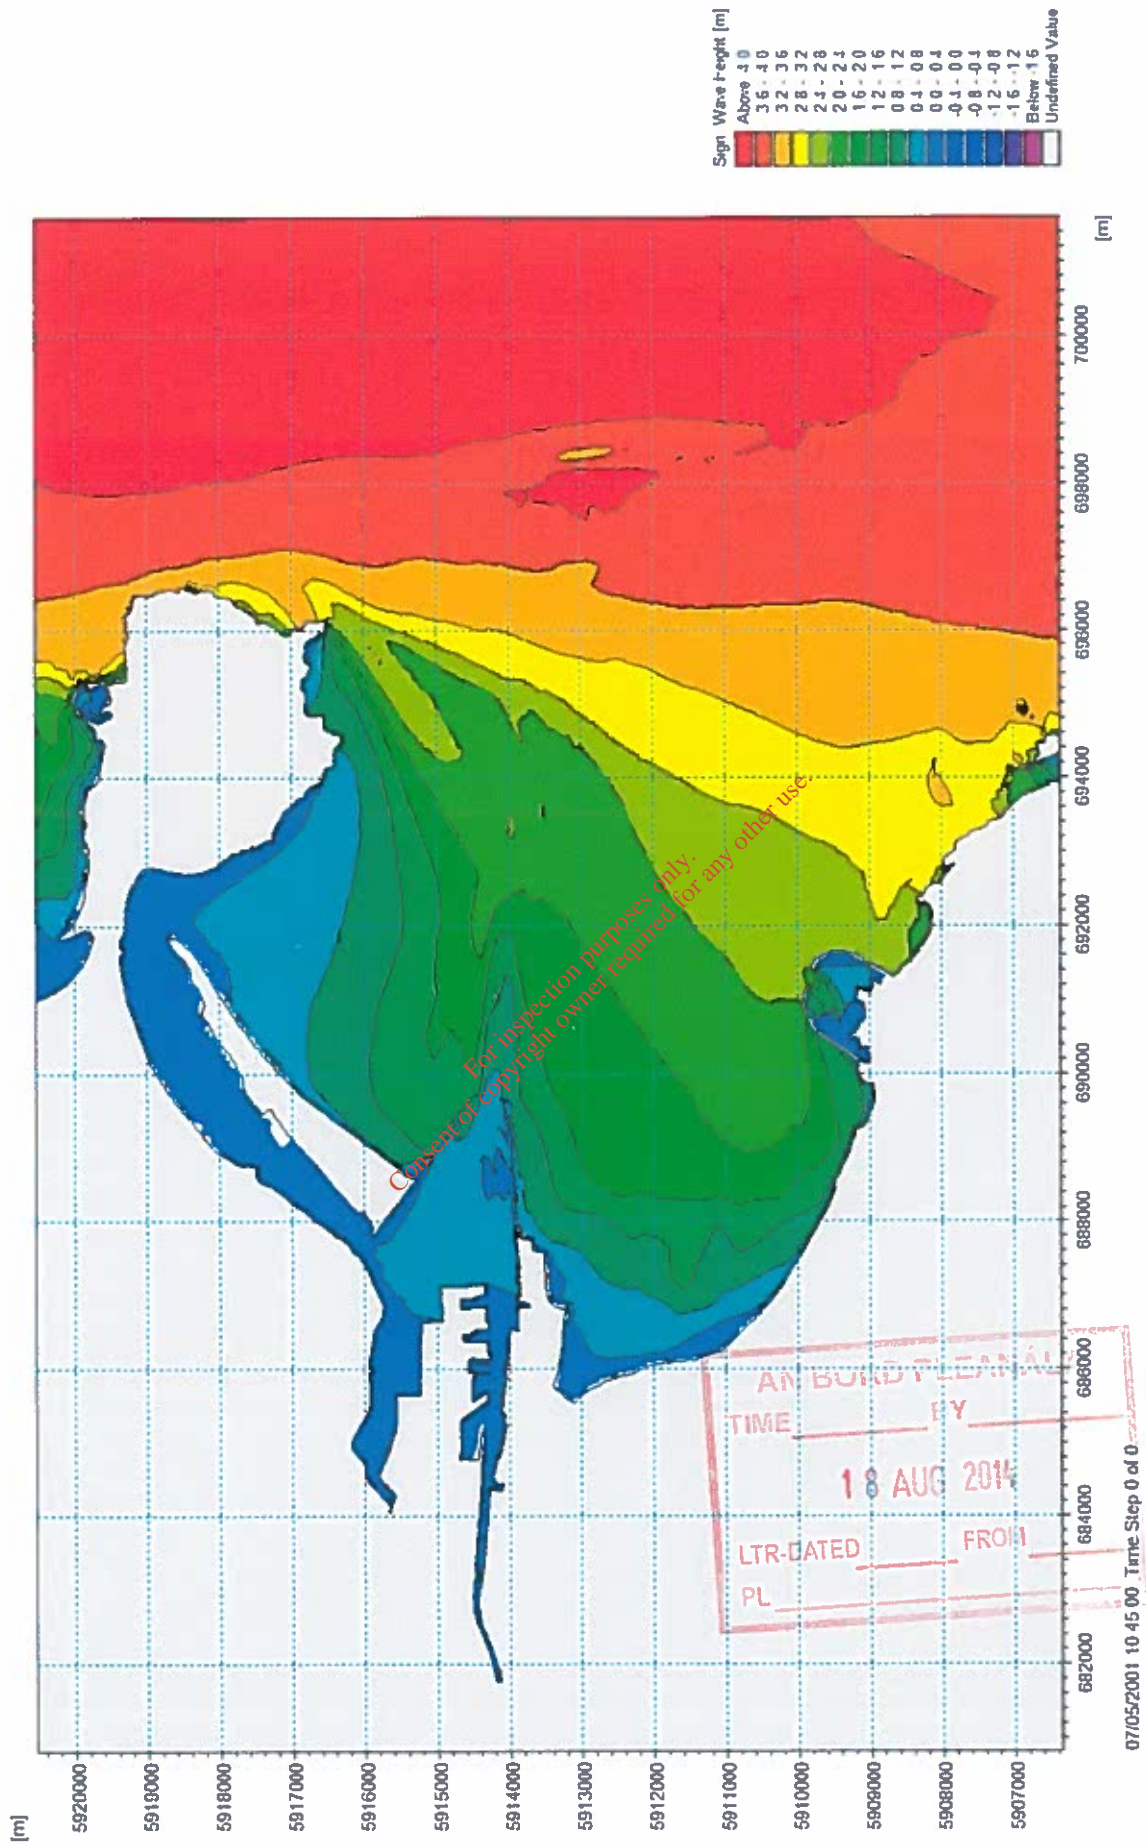 Sign Wave Height [m]
Above 4 0
3 6 - 4 0
3 2 - 3 6
2 8 - 3 2
2 4 - 2 8
2 0 - 2 4
1 6 - 2 0
1 2 - 1 6
0 8 - 1 2
0 4 - 0 8
0 0 - 0 4
-0 4 - 0 0
-0 8 - -0 4
-1 2 - -0 8
-1 6 - -1 2
Below -1 6
Undefined Value
[m]
5920000
5919000
5918000
5917000
5916000
5915000
5914000
5913000
5912000
5911000
5910000
5909000
5908000
5907000
682000
684000
686000
688000
690000
692000
694000
696000
698000
700000
[m]
07/05/2001 10 45 00 Time Step 0 of 0
For inspection purposes only.
Consent of copyright owner required for any other use.
AN BORD PLEANÁL
TIME BY
18 AUG 2014
LTR-DATED FROM
PL